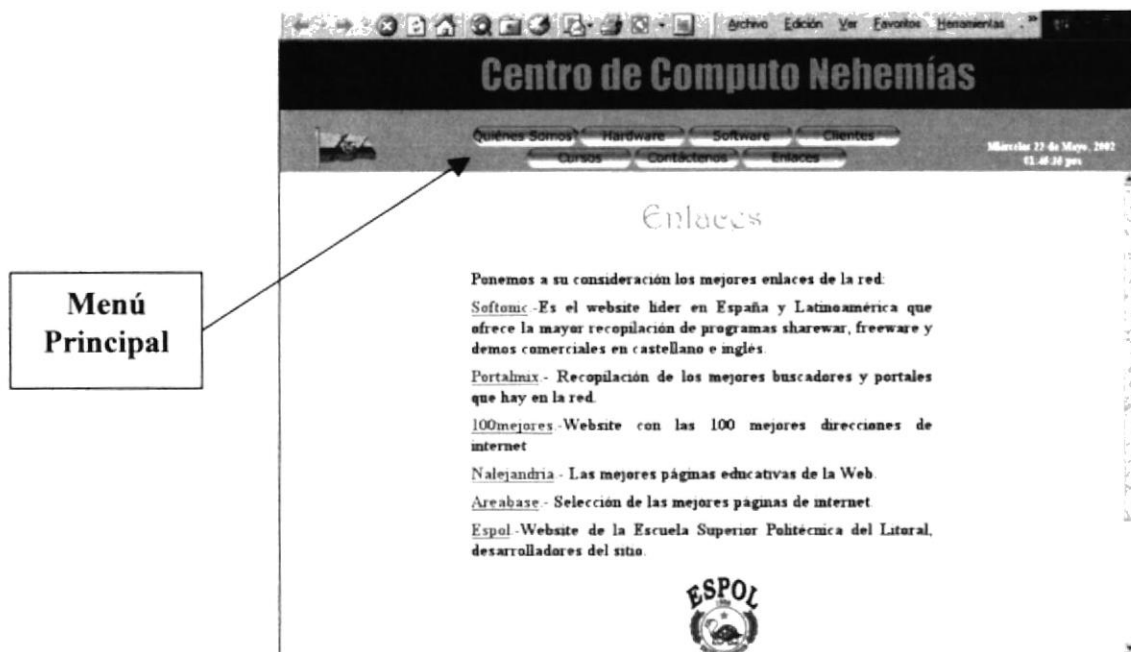 Archivo Edición Ver Favoritos Herramientas »
Centro de Computo Nehemías
Quiénes Somos Hardware Software Clientes
Cursos Contáctenos Enlaces
Miércoles 22 de Mayo, 2002
Enlaces
Menú
Principal
Ponemos a su consideración los mejores enlaces de la red:
Softonic.-Es el website líder en España y Latinoamérica que
ofrece la mayor recopilación de programas sharewar, freeware y
demos comerciales en castellano e inglés.
Portalmix.- Recopilación de los mejores buscadores y portales
que hay en la red.
100mejores.-Website con las 100 mejores direcciones de
internet
Nalejandria.- Las mejores páginas educativas de la Web.
Areabase.- Selección de las mejores páginas de internet.
Espol.-Website de la Escuela Superior Politécnica del Litoral,
desarrolladores del sitio.
ESPOL